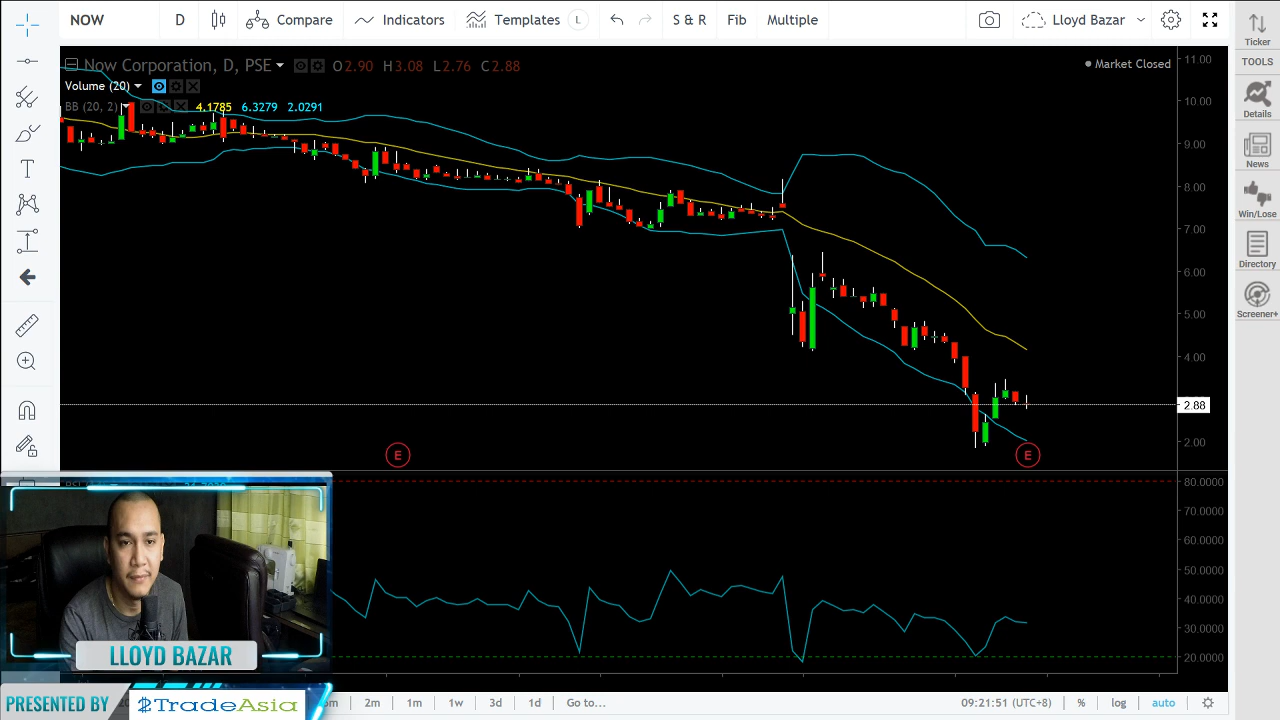 NOW D Compare Indicators Templates L S & R Fib Multiple Lloyd Bazar
Ticker
TOOLS
Details
News
Win/Lose
Directory
Screener+
Now Corporation, D, PSE O2.90 H3.08 L2.76 C2.88
Market Closed
Volume (20)
BB (20, 2) 4.1785 6.3279 2.0291
11.00
10.00
9.00
8.00
7.00
6.00
5.00
4.00
2.88
2.00
E E
80.0000
70.0000
60.0000
50.0000
40.0000
30.0000
20.0000
LLOYD BAZAR
PRESENTED BY TradeAsia
2m 1m 1w 3d 1d Go to... 09:21:51 (UTC+8) % log auto